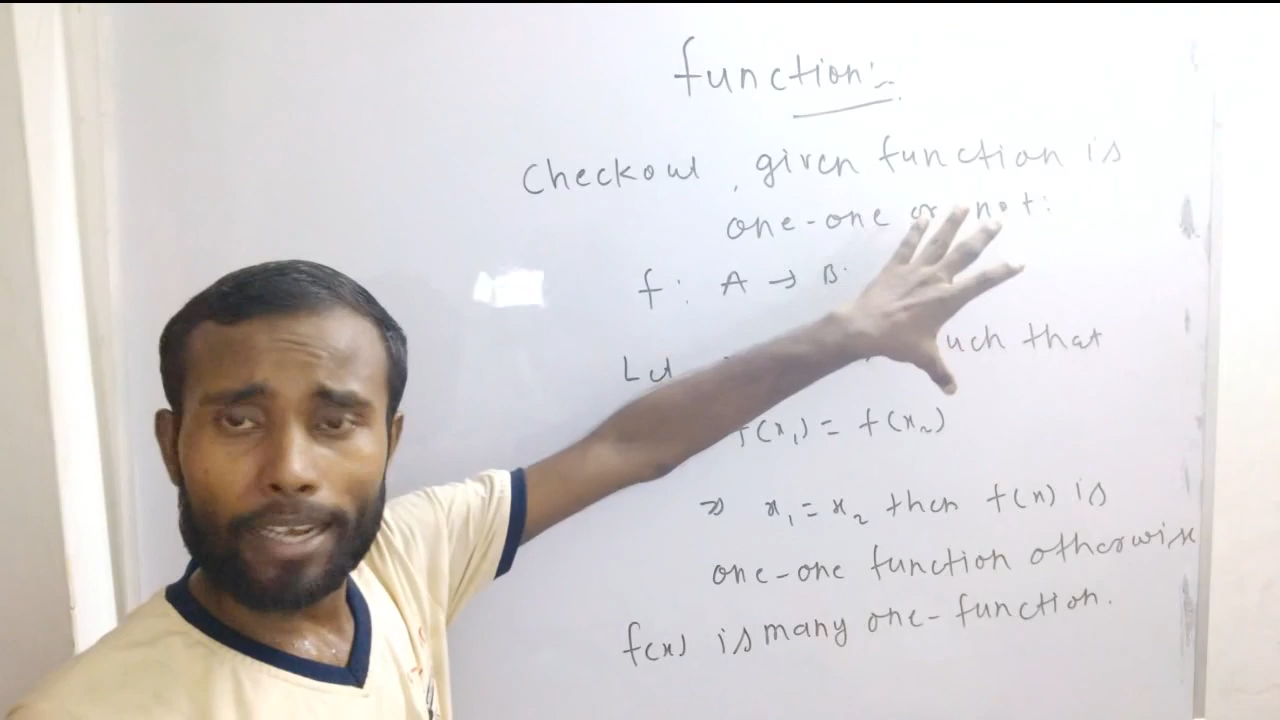 function:-
Checkout, given function is
one-one or not:
f: A → B.
Let such that
f(x₁) = f(x₂)
⇒ x₁ = x₂ then f(x) is
one-one function otherwise
f(x) is many one-function.